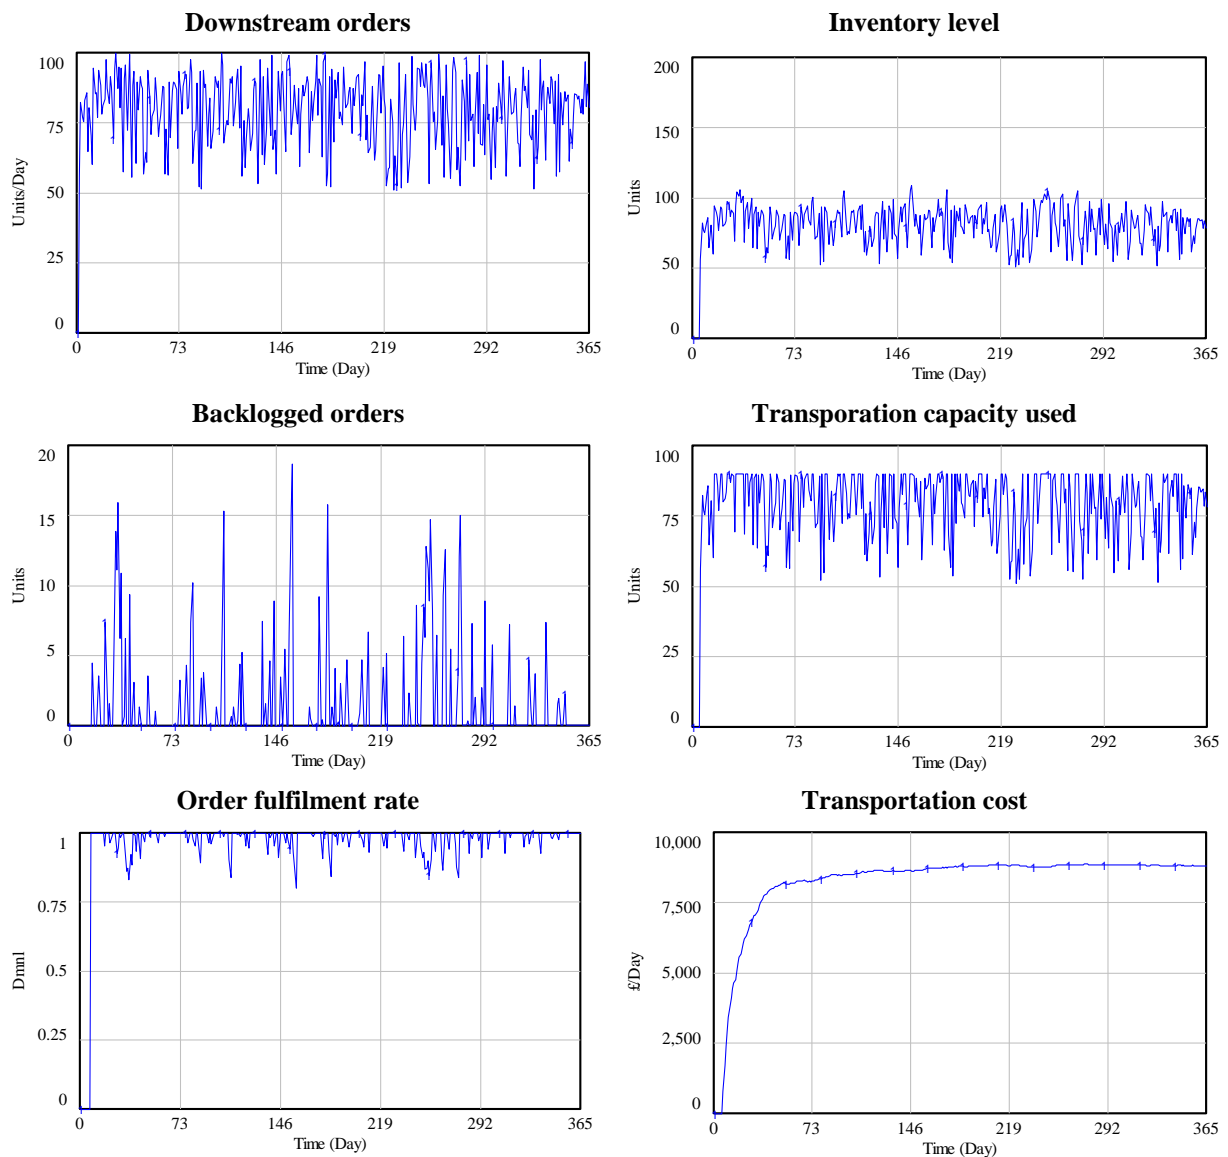 Downstream orders
100
75
50
25
0
Units/Day
0 73 146 219 292 365
Time (Day)
Inventory level
200
150
100
50
0
Units
0 73 146 219 292 365
Time (Day)
Backlogged orders
20
15
10
5
0
Units
0 73 146 219 292 365
Time (Day)
Transporation capacity used
100
75
50
25
0
Units
0 73 146 219 292 365
Time (Day)
Order fulfilment rate
1
0.75
0.5
0.25
0
Dmnl
0 73 146 219 292 365
Time (Day)
Transportation cost
10,000
7,500
5,000
2,500
0
£/Day
0 73 146 219 292 365
Time (Day)